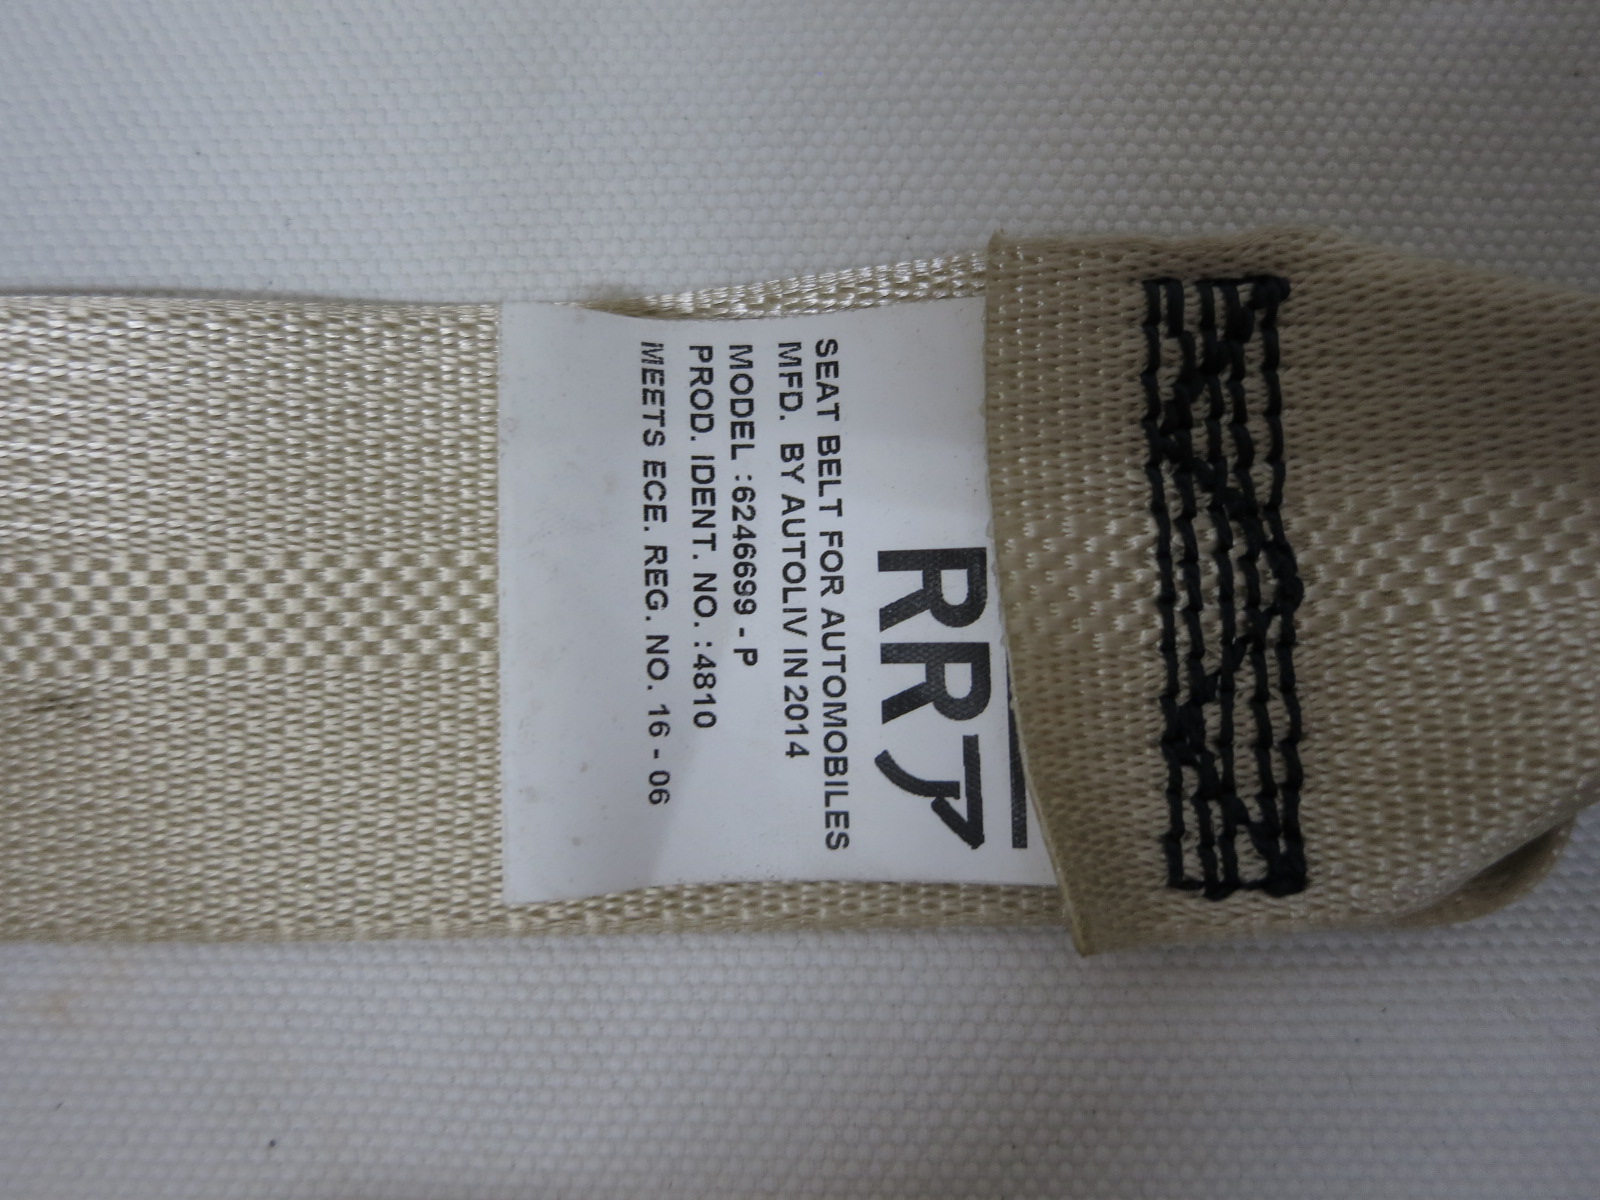 RR
SEAT BELT FOR AUTOMOBILES
MFD. BY AUTOLIV IN 2014
MODEL : 6246699 - P
PROD. IDENT. NO. : 4810
MEETS ECE. REG. NO. 16 - 06